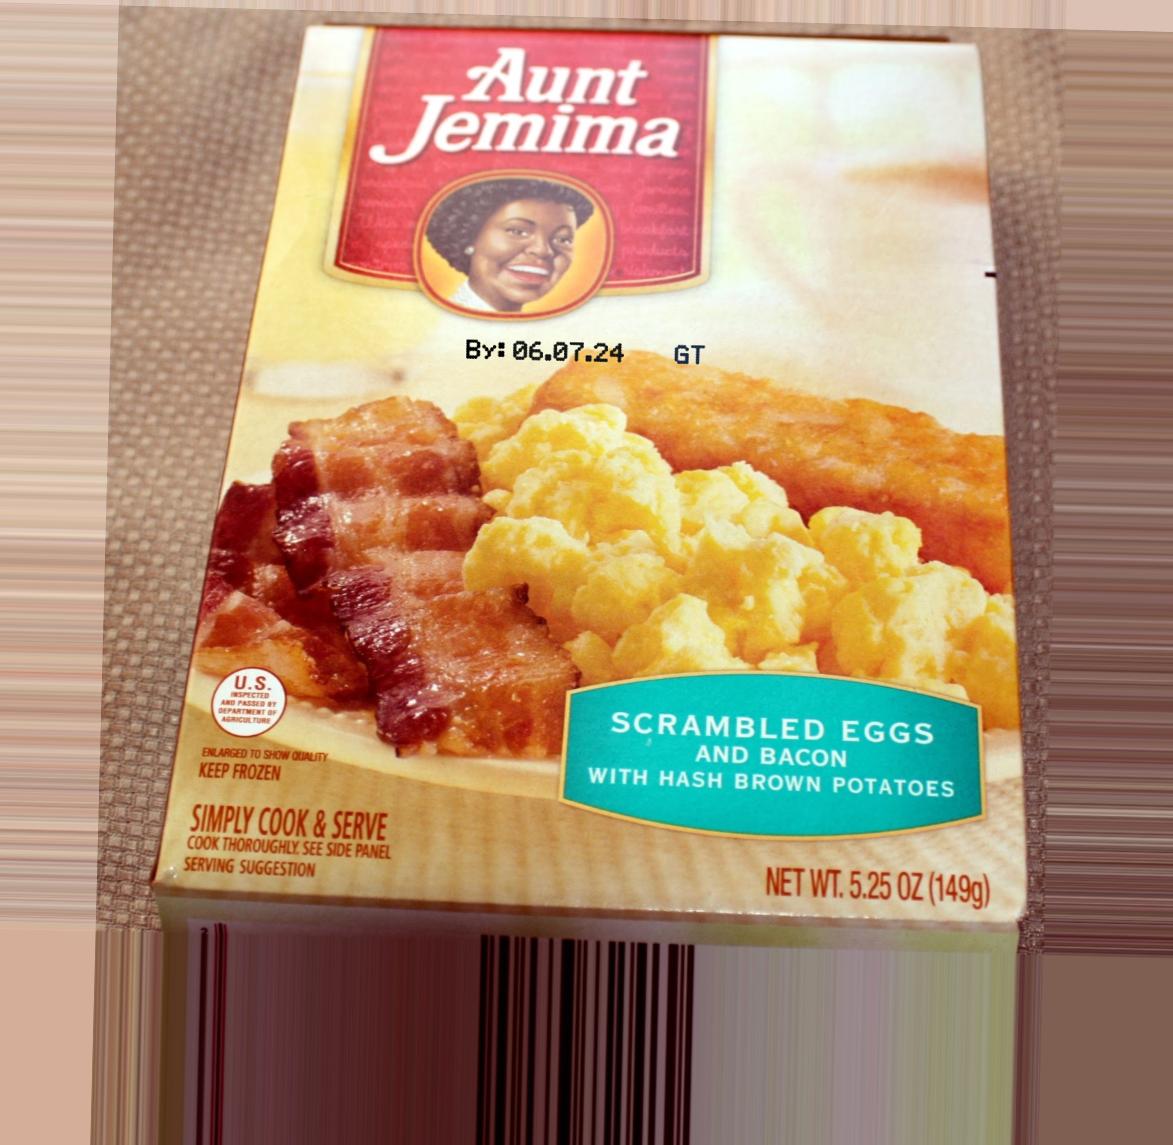 Aunt
Jemima
By: 06.07.24 GT
U.S.
INSPECTED
AND PASSED BY
DEPARTMENT OF
AGRICULTURE
ENLARGED TO SHOW QUALITY
KEEP FROZEN
SIMPLY COOK & SERVE
COOK THOROUGHLY, SEE SIDE PANEL
SERVING SUGGESTION
SCRAMBLED EGGS
AND BACON
WITH HASH BROWN POTATOES
NET WT. 5.25 OZ (149g)